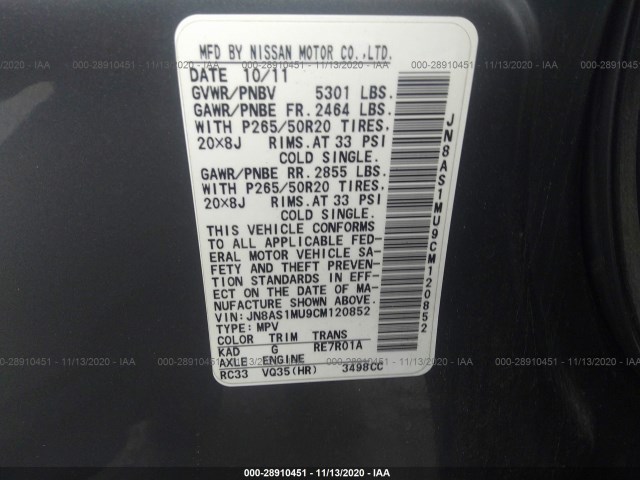 000-28910451 - 11/13/2020 - IAA
MFD BY NISSAN MOTOR CO.,LTD.
DATE 10/11
GVWR/PNBV 5301 LBS.
GAWR/PNBE FR. 2464 LBS.
WITH P265/50R20 TIRES,
20×8J RIMS.AT 33 PSI
COLD SINGLE.
GAWR/PNBE RR. 2855 LBS.
WITH P265/50R20 TIRES,
20×8J RIMS.AT 33 PSI
COLD SINGLE.
THIS VEHICLE CONFORMS
TO ALL APPLICABLE FED-
ERAL MOTOR VEHICLE SA-
FETY AND THEFT PREVEN-
TION STANDARDS IN EFF-
ECT ON THE DATE OF MA-
NUFACTURE SHOWN ABOVE.
VIN: JN8AS1MU9CM120852
TYPE: MPV
COLOR TRIM TRANS
KAD G RE7R01A
AXLE ENGINE
RC33 VQ35(HR) 3498CC
JN8AS1MU9CM120852
000-28910451 - 11/13/2020 - IAA
000-28910451 - 11/13/2020 - IAA
000-28910451 - 11/13/2020 - IAA
000-28910451 - 11/13/2020 - IAA
000-28910451 - 11/13/2020 - IAA
000-28910451 - 11/13/2020 - IAA